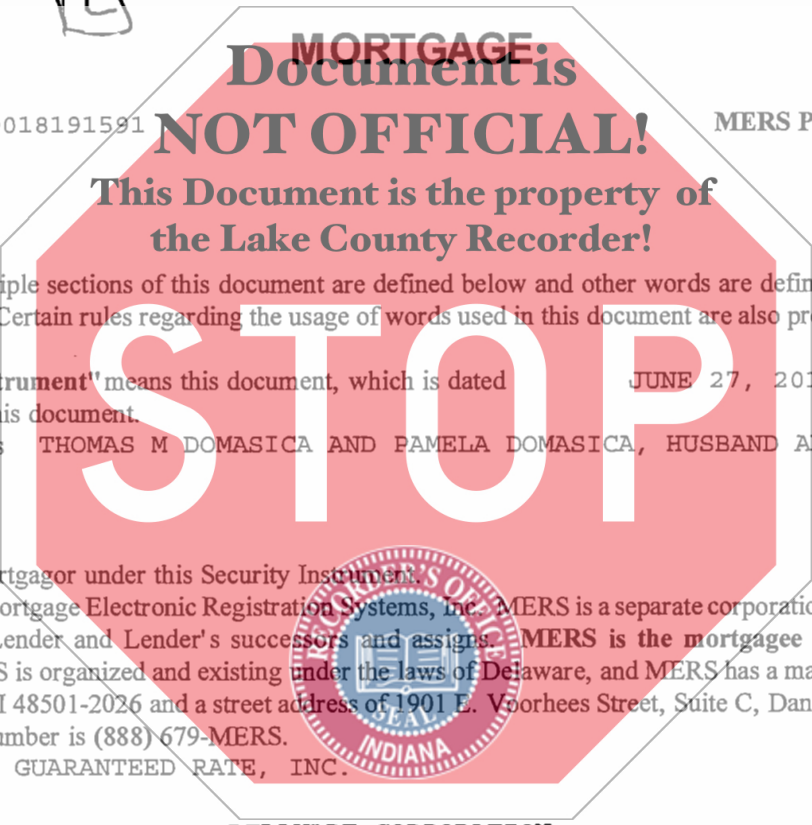 MORTGAGE
Document is
018191591
NOT OFFICIAL!
MERS P
This Document is the property of
the Lake County Recorder!
iple sections of this document are defined below and other words are defin
Certain rules regarding the usage of words used in this document are also pr
STOP
trument" means this document, which is dated JUNE 27, 201
is document.
s THOMAS M DOMASICA AND PAMELA DOMASICA, HUSBAND A
rtgagor under this Security Instrument.
ortgage Electronic Registration Systems, Inc. MERS is a separate corporatio
Lender and Lender's successors and assigns. MERS is the mortgagee
S is organized and existing under the laws of Delaware, and MERS has a ma
I 48501-2026 and a street address of 1901 E. Voorhees Street, Suite C, Dan
mber is (888) 679-MERS.
GUARANTEED RATE, INC.
RECORDER'S OFFICE
SEAL
INDIANA